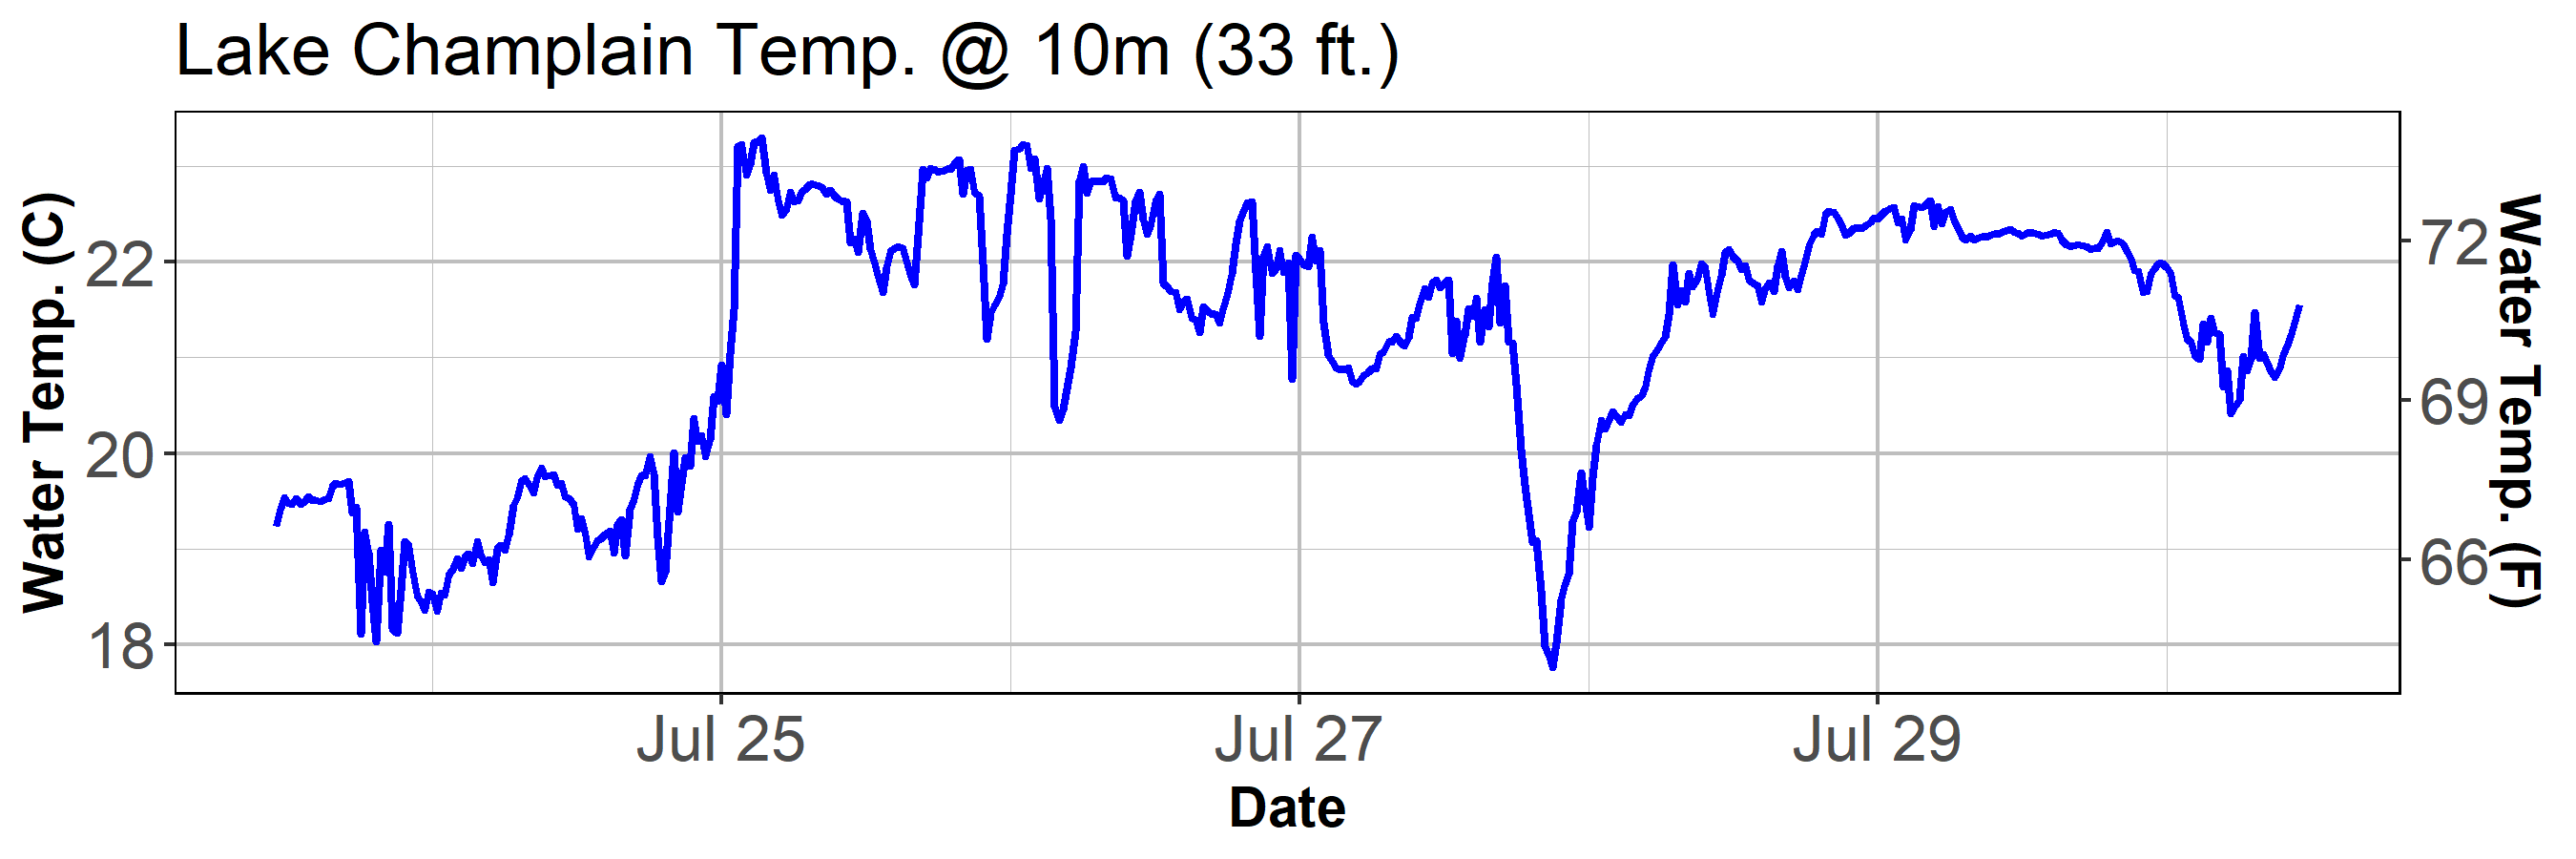 Lake Champlain Temp. @ 10m (33 ft.)
Water Temp. (C)
22
20
18
72
69
66
Water Temp. (F)
Jul 25
Jul 27
Jul 29
Date